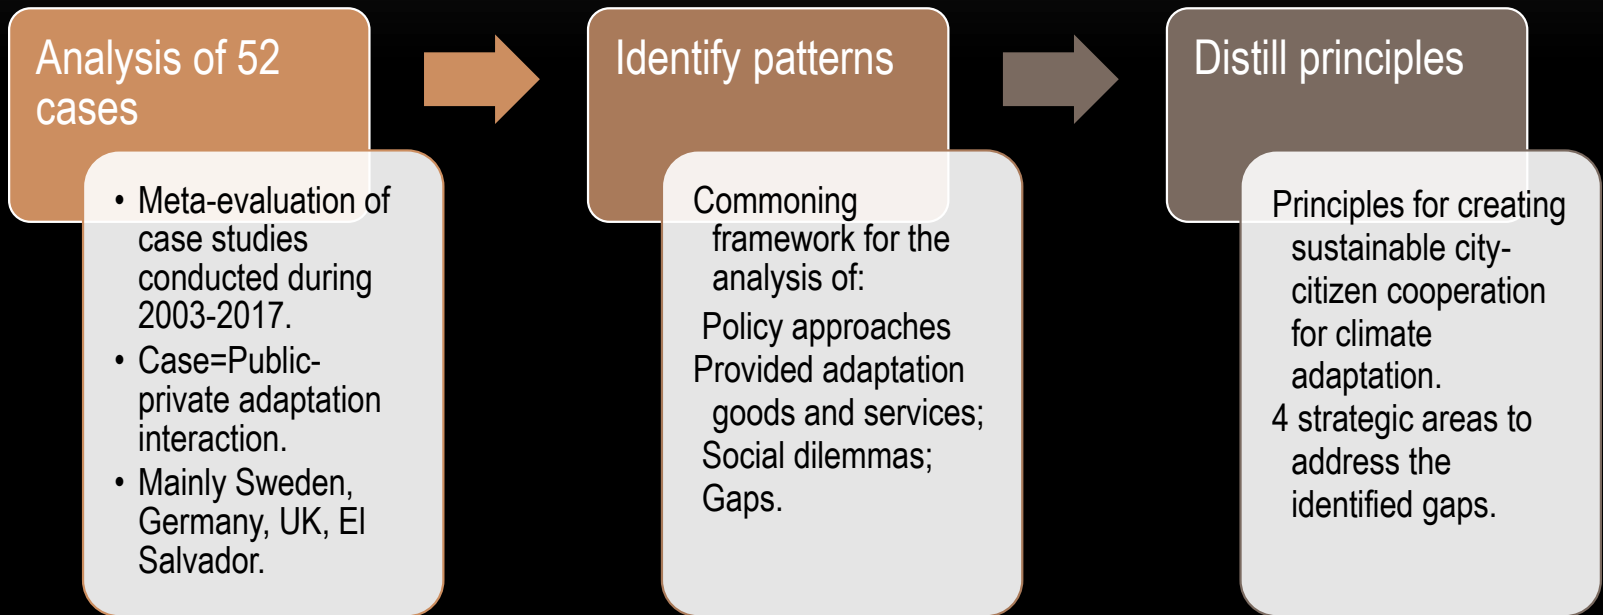 Analysis of 52
cases
• Meta-evaluation of
case studies
conducted during
2003-2017.
• Case=Public-
private adaptation
interaction.
• Mainly Sweden,
Germany, UK, El
Salvador.
Identify patterns
Commoning
framework for the
analysis of:
Policy approaches
Provided adaptation
goods and services;
Social dilemmas;
Gaps.
Distill principles
Principles for creating
sustainable city-
citizen cooperation
for climate
adaptation.
4 strategic areas to
address the
identified gaps.